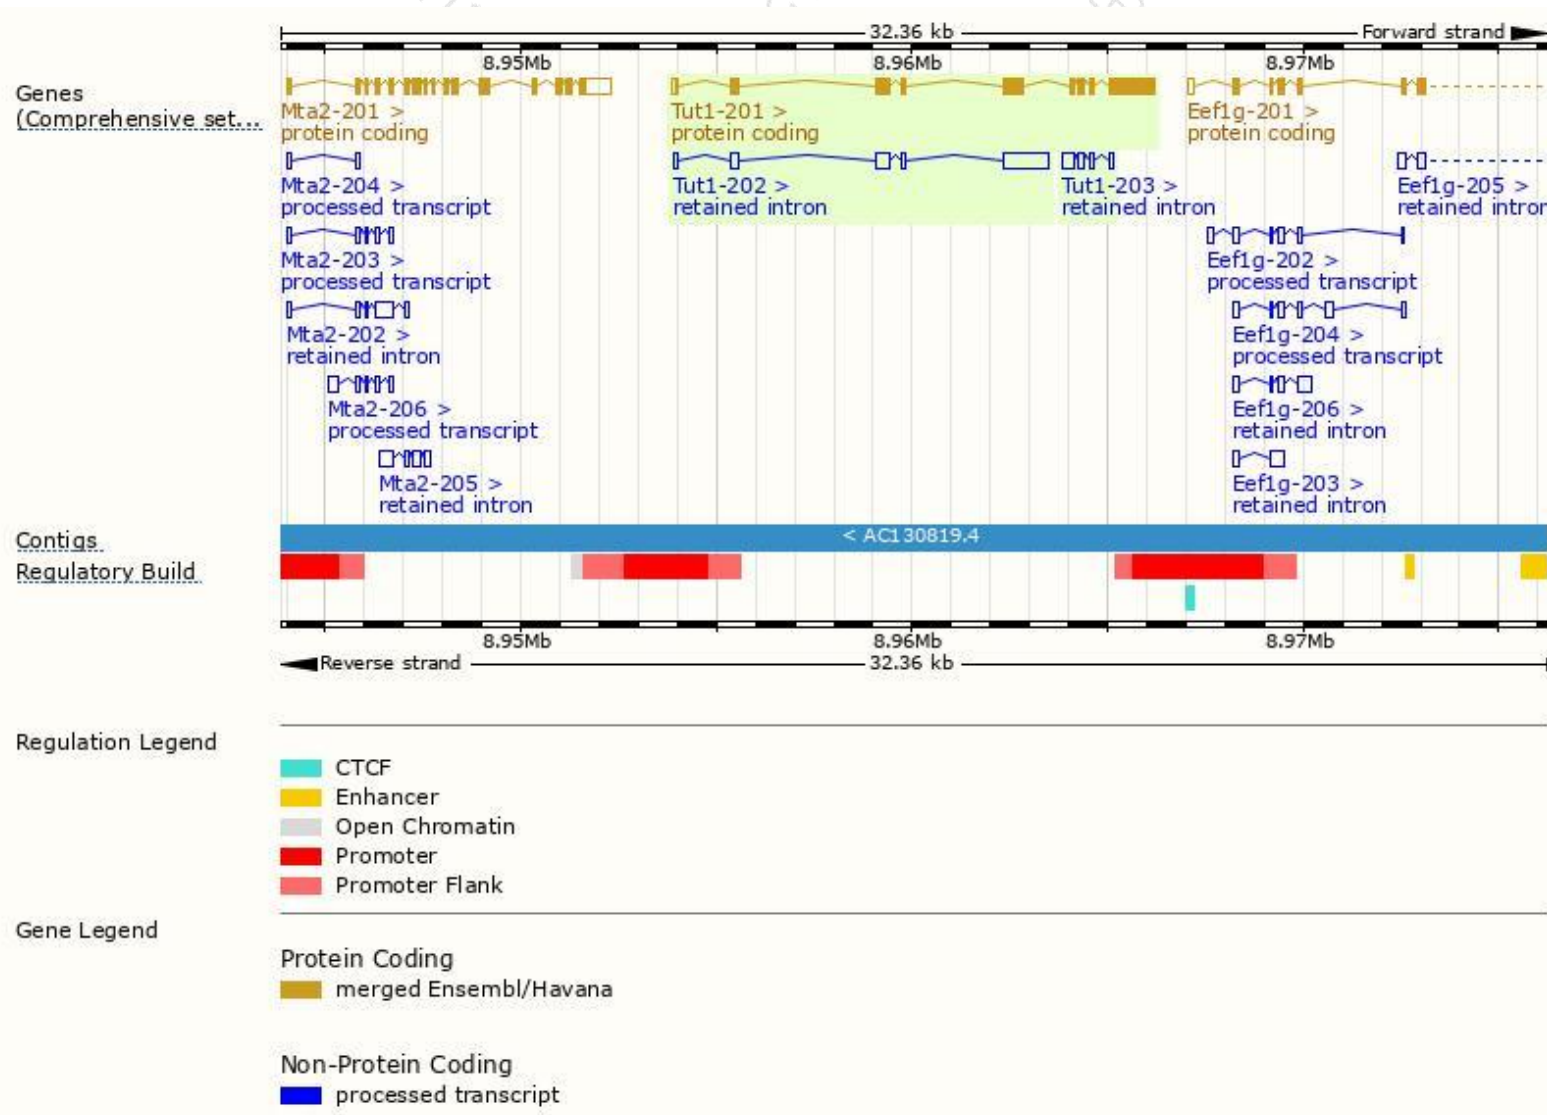 32.36 kb
Forward strand
8.95Mb 8.96Mb 8.97Mb
Genes
(Comprehensive set...
Mta2-201 > Tut1-201 > Eef1g-201 >
protein coding protein coding protein coding
Mta2-204 > Tut1-202 > Tut1-203 > Eef1g-205 >
processed transcript retained intron retained intron retained intron
Mta2-203 > Eef1g-202 >
processed transcript processed transcript
Mta2-202 > Eef1g-204 >
retained intron processed transcript
Mta2-206 > Eef1g-206 >
processed transcript retained intron
Mta2-205 > Eef1g-203 >
retained intron retained intron
Contigs < AC130819.4
Regulatory Build
8.95Mb 8.96Mb 8.97Mb
Reverse strand 32.36 kb
Regulation Legend
CTCF
Enhancer
Open Chromatin
Promoter
Promoter Flank
Gene Legend
Protein Coding
merged Ensembl/Havana
Non-Protein Coding
processed transcript